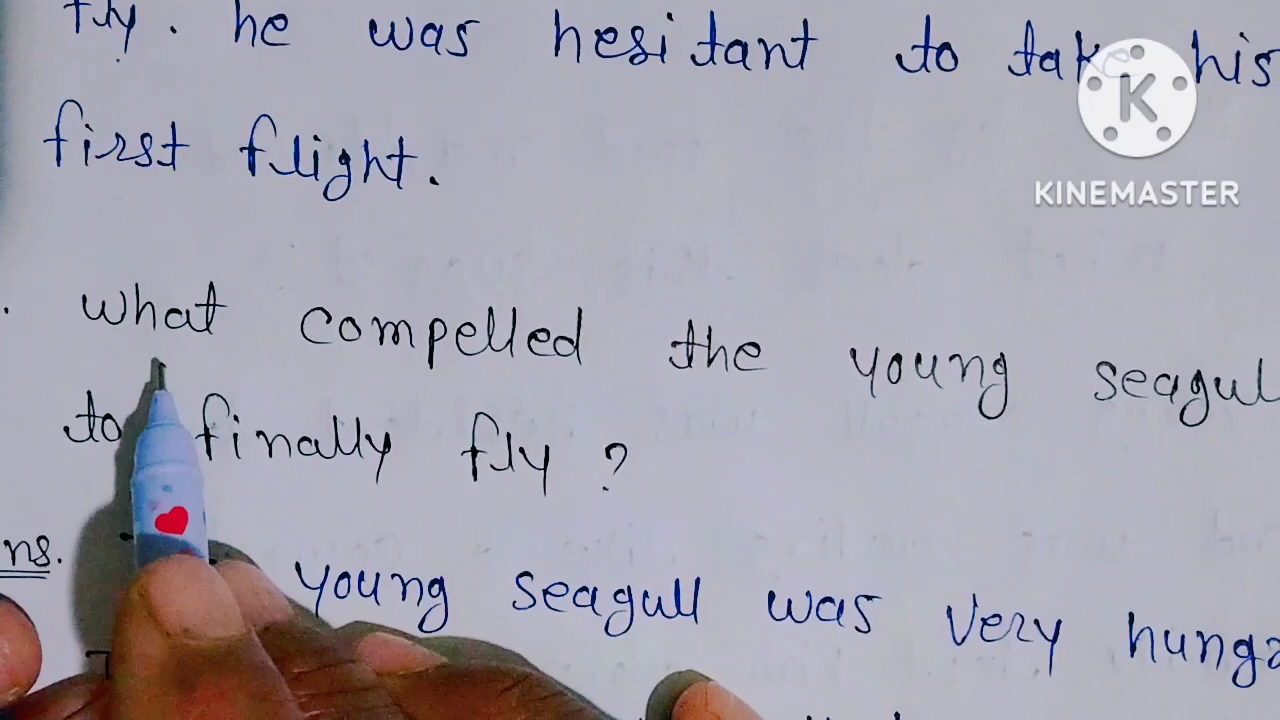 fly. he was hesitant to take his
first flight.
K
KINEMASTER
. What compelled the young seagul
to finally fly?
ns. young seagull was very hung